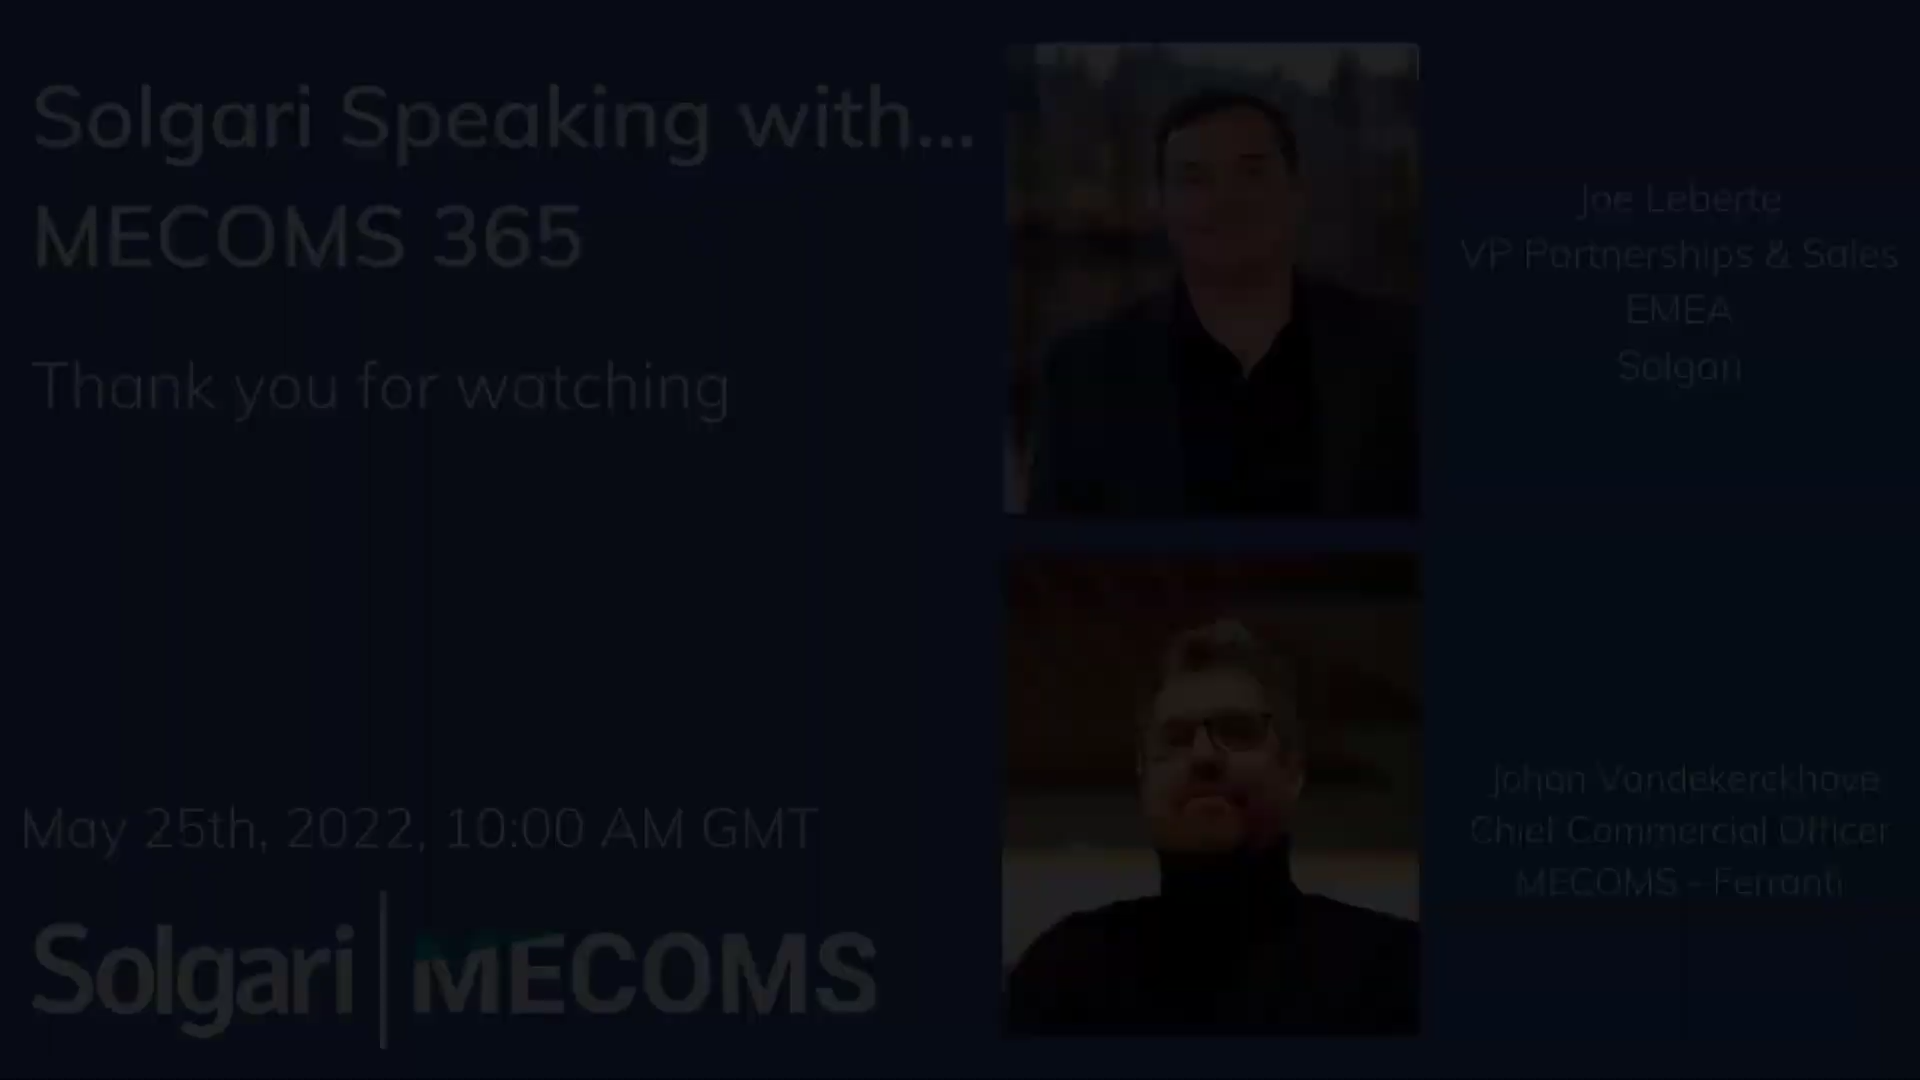 Solgari Speaking with...
MECOMS 365
Thank you for watching
Joe Leberte
VP Partnerships & Sales
EMEA
Solgari
Johan Vandekerckhove
Chief Commercial Officer
MECOMS - Ferranti
May 25th, 2022, 10:00 AM GMT
Solgari | MECOMS